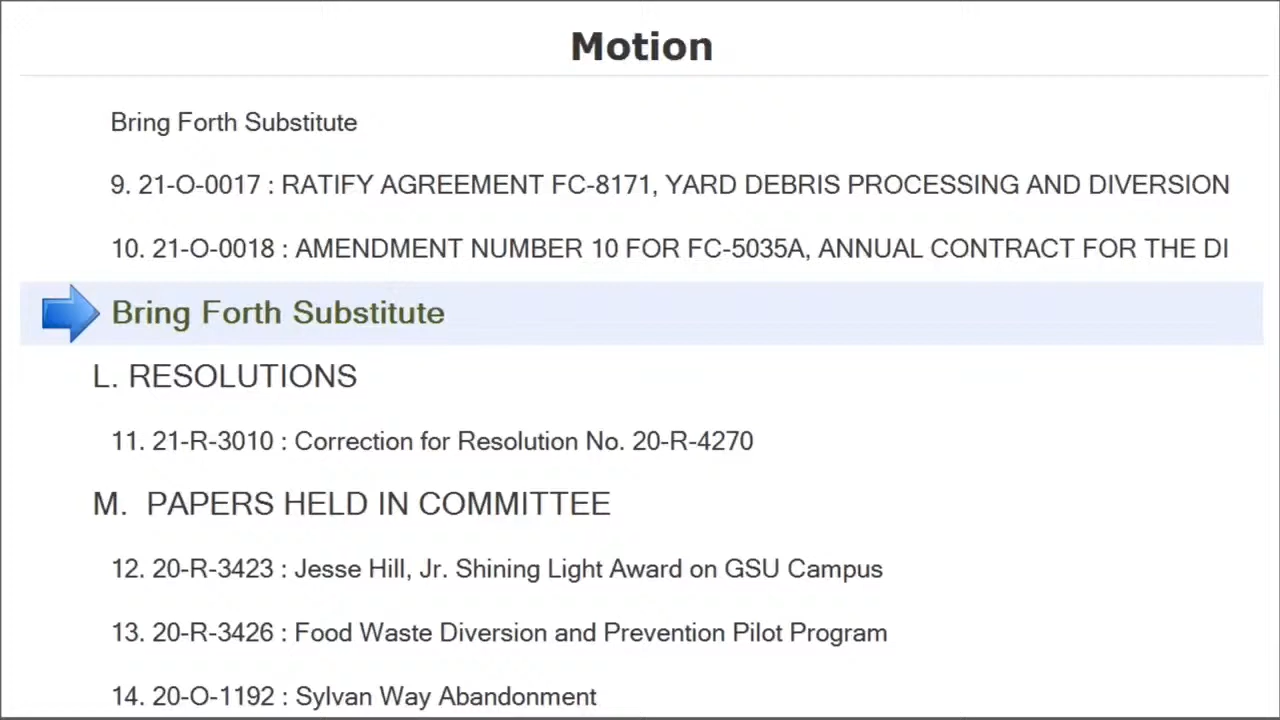 Motion
Bring Forth Substitute
9. 21-O-0017 : RATIFY AGREEMENT FC-8171, YARD DEBRIS PROCESSING AND DIVERSION
10. 21-O-0018 : AMENDMENT NUMBER 10 FOR FC-5035A, ANNUAL CONTRACT FOR THE DI
Bring Forth Substitute
L. RESOLUTIONS
11. 21-R-3010 : Correction for Resolution No. 20-R-4270
M. PAPERS HELD IN COMMITTEE
12. 20-R-3423 : Jesse Hill, Jr. Shining Light Award on GSU Campus
13. 20-R-3426 : Food Waste Diversion and Prevention Pilot Program
14. 20-O-1192 : Sylvan Way Abandonment